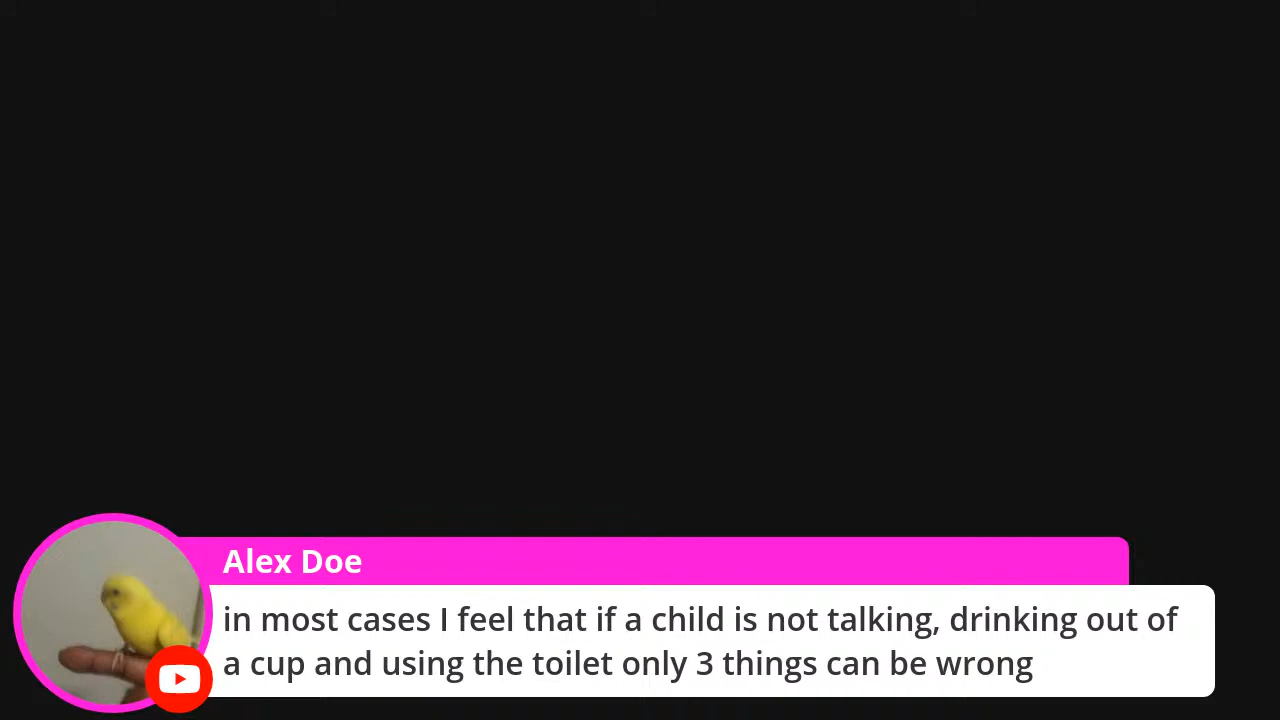 Alex Doe
in most cases I feel that if a child is not talking, drinking out of
a cup and using the toilet only 3 things can be wrong